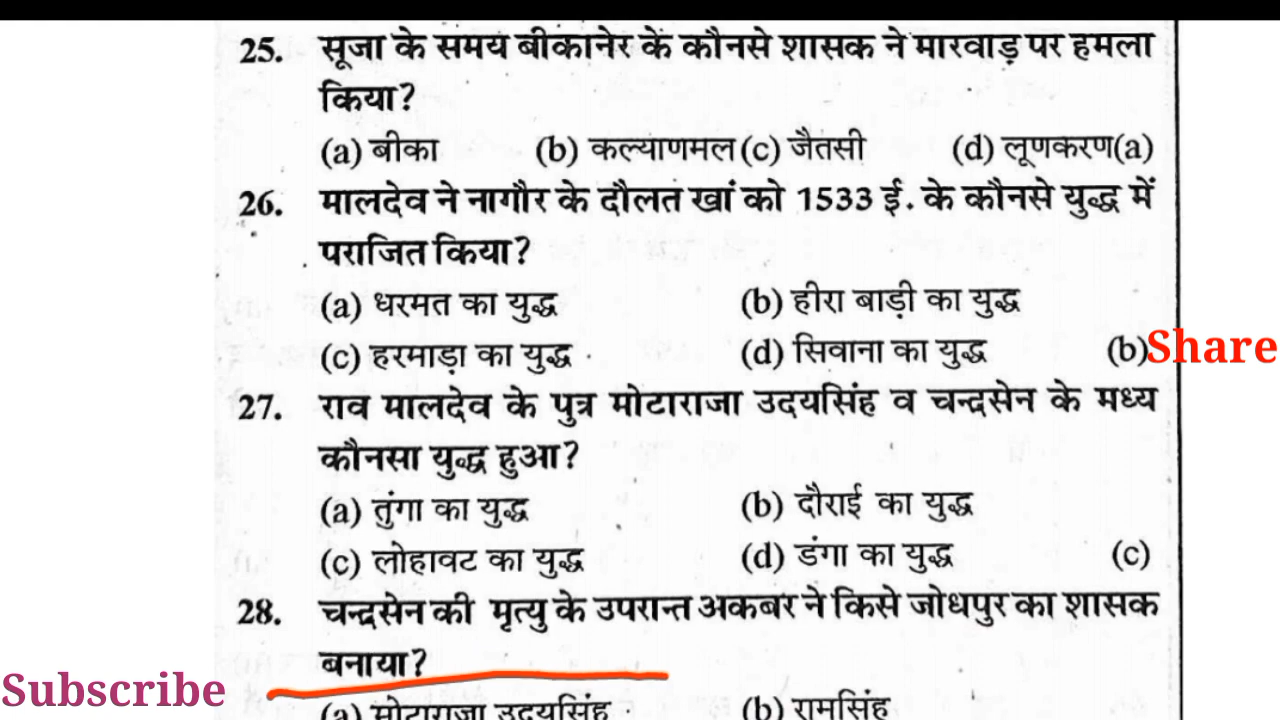 25. सूजा के समय बीकानेर के कौनसे शासक ने मारवाड़ पर हमला
किया?
(a) बीका (b) कल्याणमल (c) जैतसी (d) लूणकरण(a)
26. मालदेव ने नागौर के दौलत खां को 1533 ई. के कौनसे युद्ध में
पराजित किया?
(a) धरमत का युद्ध (b) हीरा बाड़ी का युद्ध
(c) हरमाड़ा का युद्ध (d) सिवाना का युद्ध (b)
Share
27. राव मालदेव के पुत्र मोटाराजा उदयसिंह व चन्द्रसेन के मध्य
कौनसा युद्ध हुआ?
(a) तुंगा का युद्ध (b) दौराई का युद्ध
(c) लोहावट का युद्ध (d) डंगा का युद्ध (c)
28. चन्द्रसेन की मृत्यु के उपरान्त अकबर ने किसे जोधपुर का शासक
बनाया?
Subscribe
(a) मोटाराजा उदयसिंह (b) रामसिंह